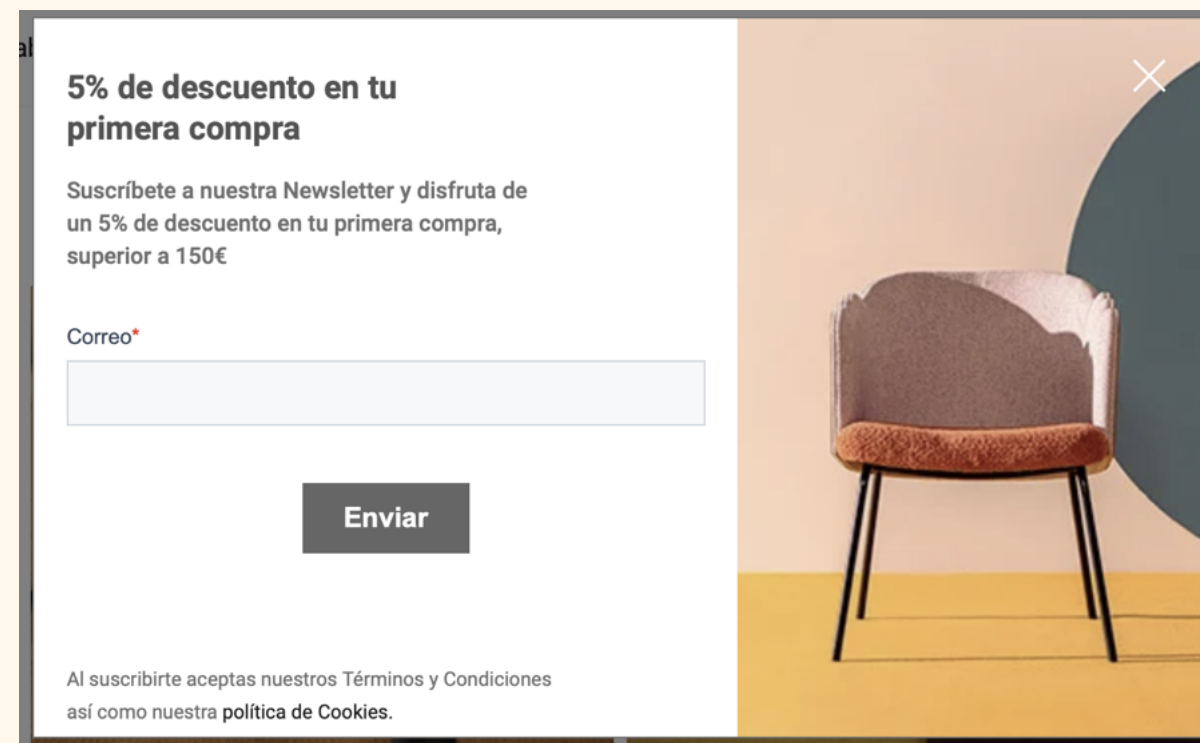 5% de descuento en tu
primera compra
Suscríbete a nuestra Newsletter y disfruta de
un 5% de descuento en tu primera compra,
superior a 150€
Correo*
Enviar
Al suscribirte aceptas nuestros Términos y Condiciones
así como nuestra política de Cookies.